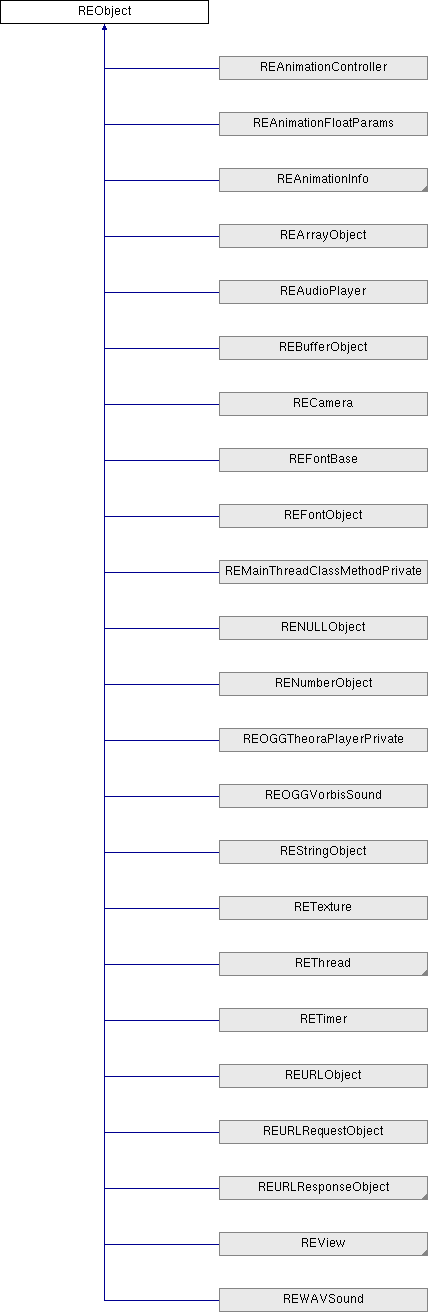 REObject
REAnimationController
REAnimationFloatParams
REAnimationInfo
REArrayObject
REAudioPlayer
REBufferObject
RECamera
REFontBase
REFontObject
REMainThreadClassMethodPrivate
RENULLObject
RENumberObject
REOGGTheoraPlayerPrivate
REOGGVorbisSound
REStringObject
RETexture
REThread
RETimer
REURLObject
REURLRequestObject
REURLResponseObject
REView
REWAVSound